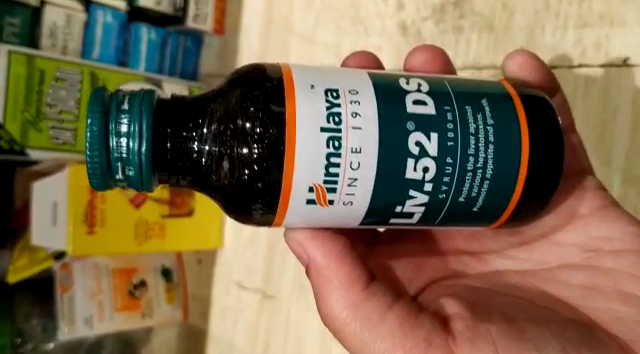 Himalaya
SINCE 1930
Liv.52® DS
SYRUP 100ml
Protects the liver against
various hepatotoxins.
Promotes appetite and growth.